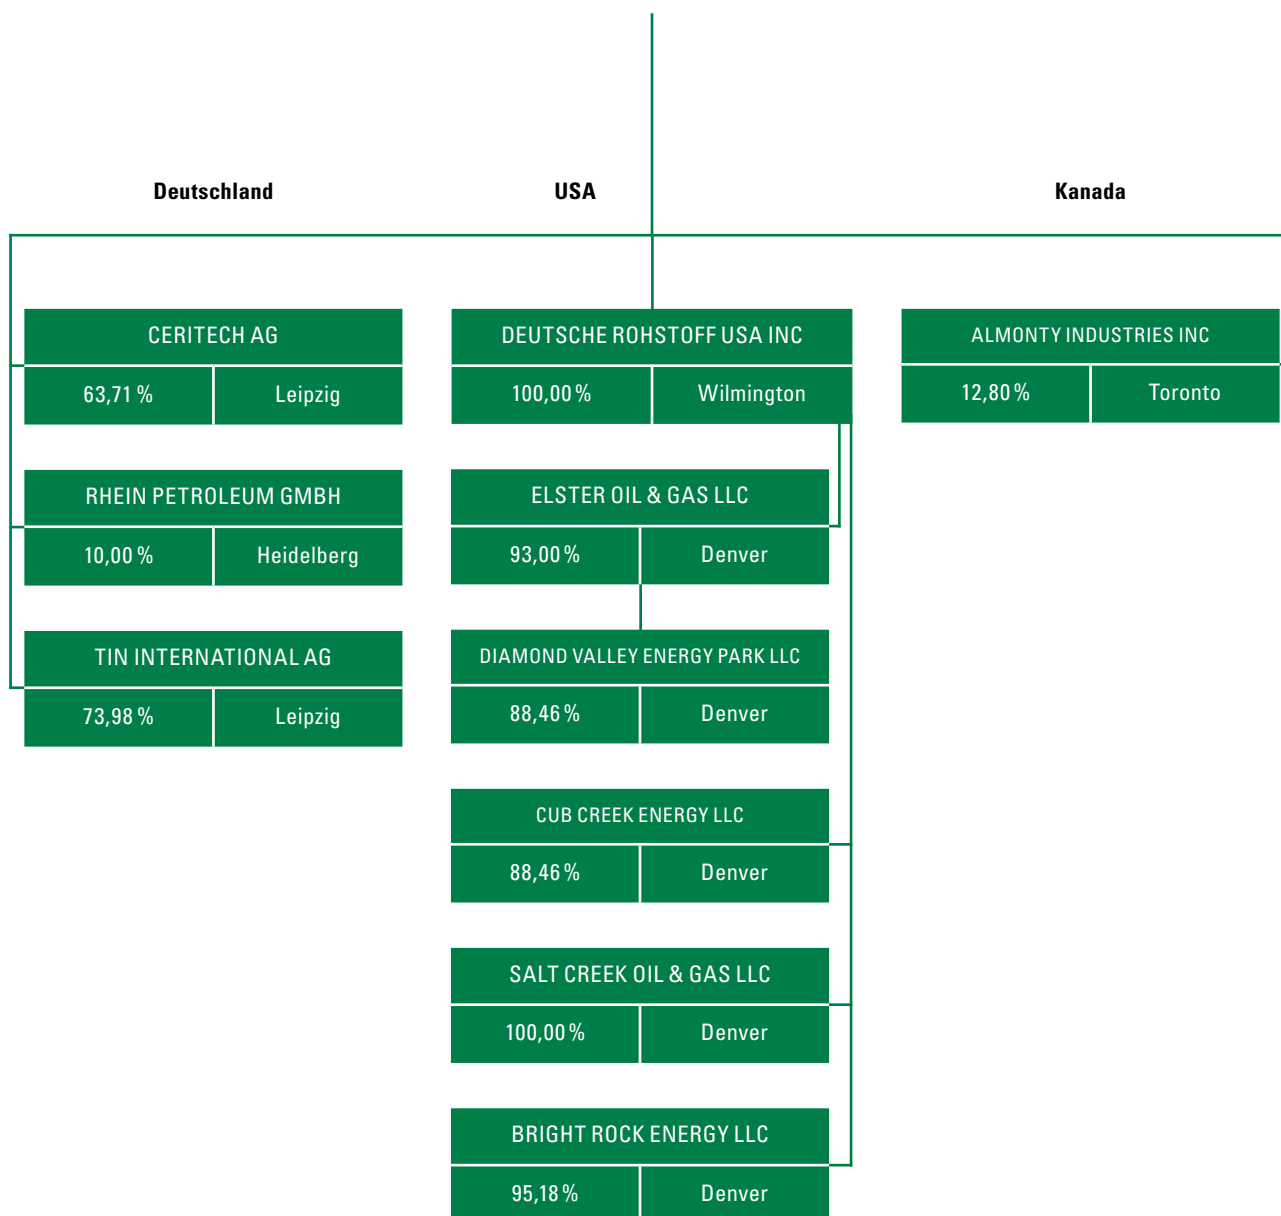 Deutschland
USA
Kanada
CERITECH AG
63,71 %
Leipzig
RHEIN PETROLEUM GMBH
10,00 %
Heidelberg
TIN INTERNATIONAL AG
73,98 %
Leipzig
DEUTSCHE ROHSTOFF USA INC
100,00 %
Wilmington
ELSTER OIL & GAS LLC
93,00 %
Denver
DIAMOND VALLEY ENERGY PARK LLC
88,46 %
Denver
CUB CREEK ENERGY LLC
88,46 %
Denver
SALT CREEK OIL & GAS LLC
100,00 %
Denver
BRIGHT ROCK ENERGY LLC
95,18 %
Denver
ALMONTY INDUSTRIES INC
12,80 %
Toronto